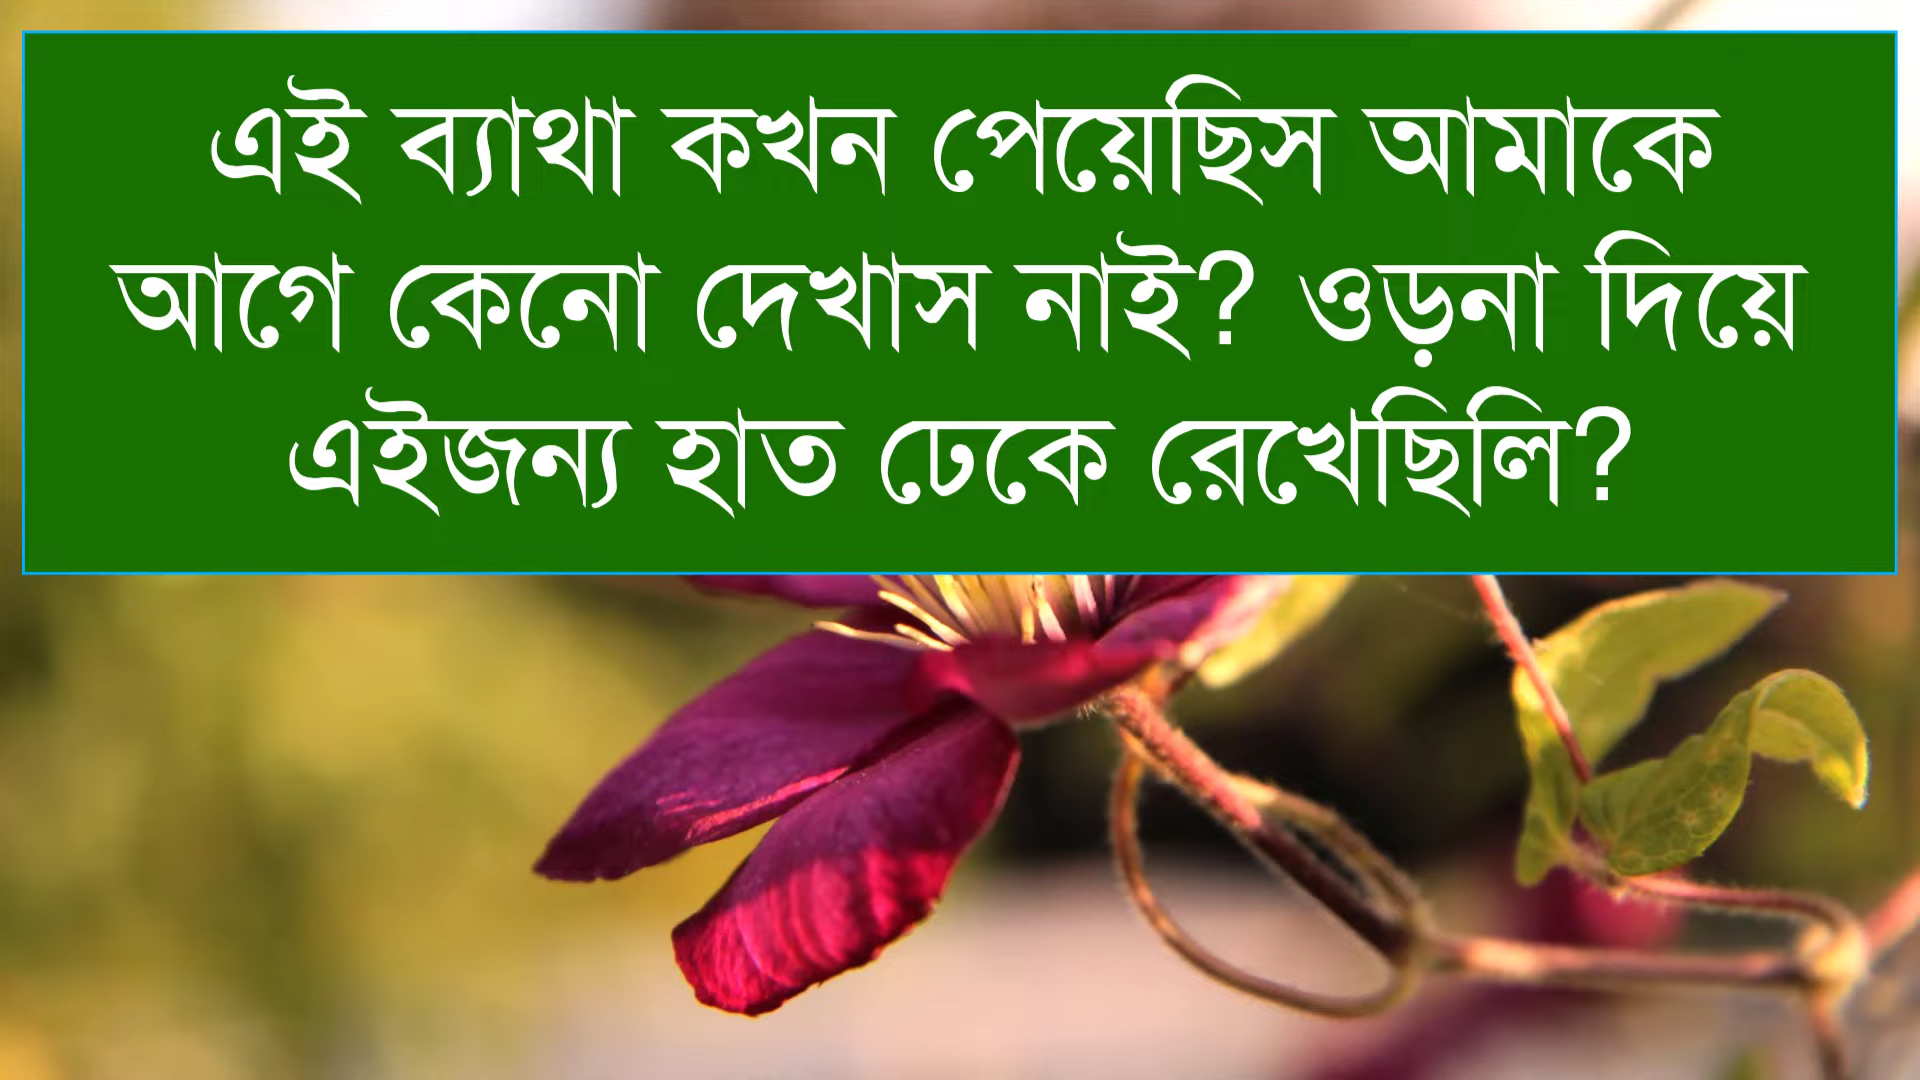 এই ব্যাথা কখন পেয়েছিস আমাকে
আগে কেনো দেখাস নাই? ওড়না দিয়ে
এইজন্য হাত ঢেকে রেখেছিলি?